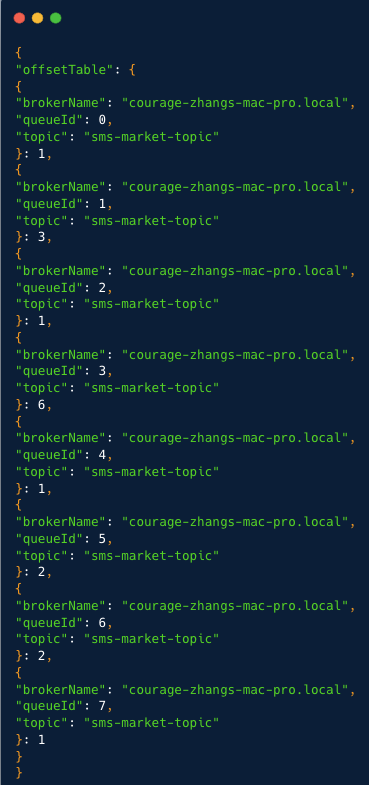 {
"offsetTable": {
{
"brokerName": "courage-zhangs-mac-pro.local",
"queueId": 0,
"topic": "sms-market-topic"
}: 1,
{
"brokerName": "courage-zhangs-mac-pro.local",
"queueId": 1,
"topic": "sms-market-topic"
}: 3,
{
"brokerName": "courage-zhangs-mac-pro.local",
"queueId": 2,
"topic": "sms-market-topic"
}: 1,
{
"brokerName": "courage-zhangs-mac-pro.local",
"queueId": 3,
"topic": "sms-market-topic"
}: 6,
{
"brokerName": "courage-zhangs-mac-pro.local",
"queueId": 4,
"topic": "sms-market-topic"
}: 1,
{
"brokerName": "courage-zhangs-mac-pro.local",
"queueId": 5,
"topic": "sms-market-topic"
}: 2,
{
"brokerName": "courage-zhangs-mac-pro.local",
"queueId": 6,
"topic": "sms-market-topic"
}: 2,
{
"brokerName": "courage-zhangs-mac-pro.local",
"queueId": 7,
"topic": "sms-market-topic"
}: 1
}
}